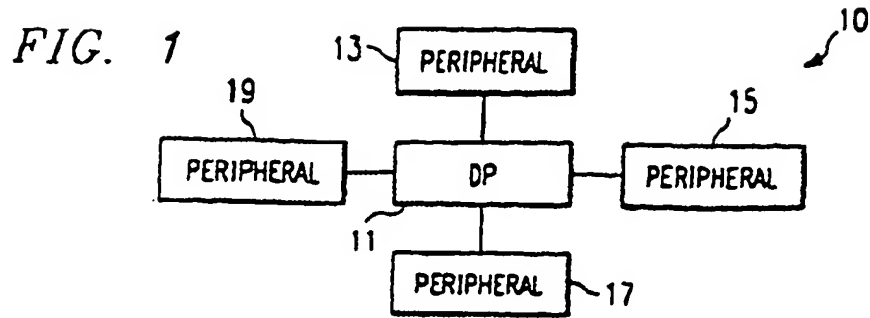 FIG. 1
10
13
PERIPHERAL
19
15
PERIPHERAL
DP
PERIPHERAL
11
PERIPHERAL
17